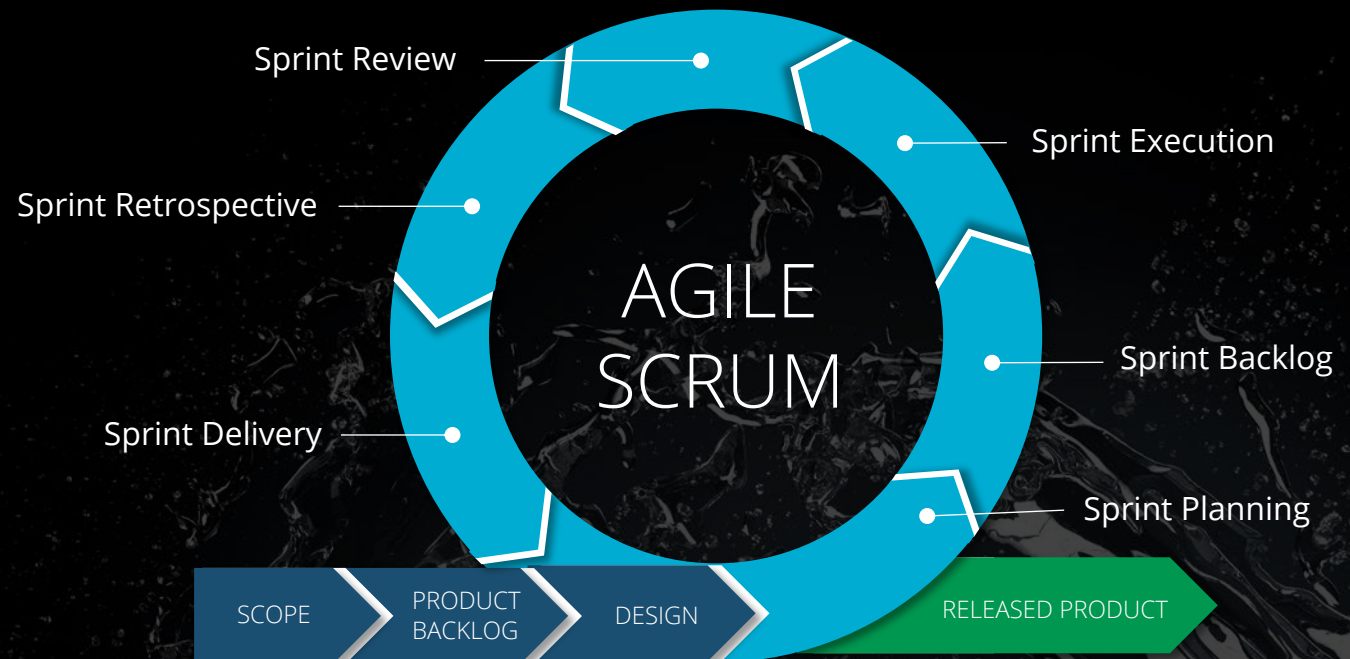 Sprint Review
Sprint Execution
Sprint Retrospective
AGILE
SCRUM
Sprint Backlog
Sprint Delivery
Sprint Planning
SCOPE
PRODUCT
BACKLOG
DESIGN
RELEASED PRODUCT